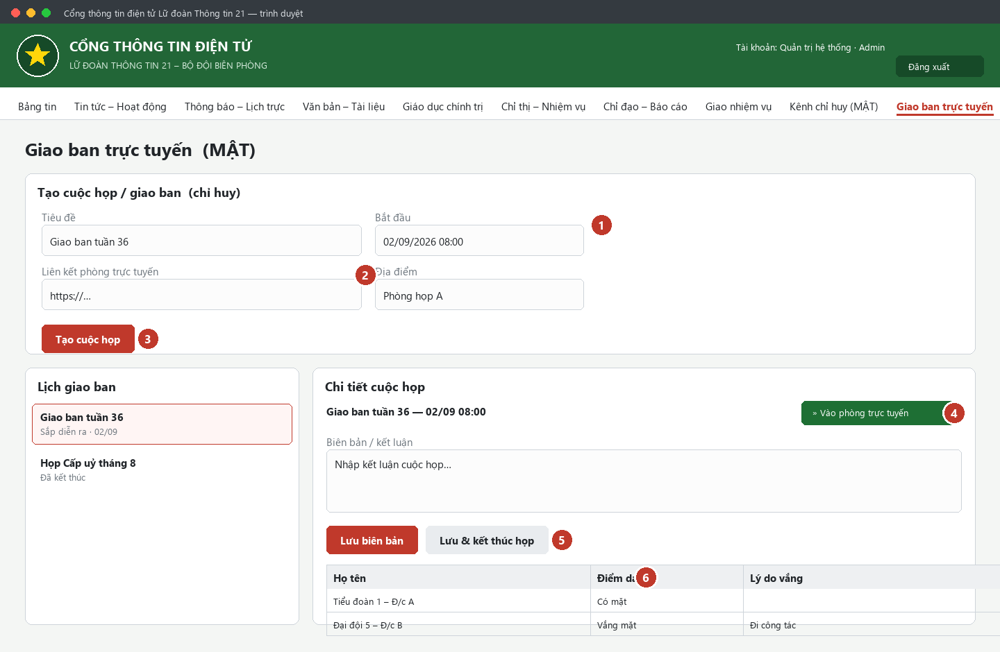 Cổng thông tin điện tử Lữ đoàn Thông tin 21 — trình duyệt
CỔNG THÔNG TIN ĐIỆN TỬ
LỮ ĐOÀN THÔNG TIN 21 – BỘ ĐỘI BIÊN PHÒNG
Tài khoản: Quản trị hệ thống · Admin
Đăng xuất
Bảng tin Tin tức – Hoạt động Thông báo – Lịch trực Văn bản – Tài liệu Giáo dục chính trị Chỉ thị – Nhiệm vụ Chỉ đạo – Báo cáo Giao nhiệm vụ Kênh chỉ huy (MẬT) Giao ban trực tuyến
Giao ban trực tuyến (MẬT)
Tạo cuộc họp / giao ban (chỉ huy)
Tiêu đề Bắt đầu
1
Giao ban tuần 36 02/09/2026 08:00
Liên kết phòng trực tuyến 2 Địa điểm
https://... Phòng họp A
Tạo cuộc họp 3
Lịch giao ban
Giao ban tuần 36
Sắp diễn ra · 02/09
Họp Cấp uỷ tháng 8
Đã kết thúc
Chi tiết cuộc họp
Giao ban tuần 36 — 02/09 08:00
» Vào phòng trực tuyến 4
Biên bản / kết luận
Nhập kết luận cuộc họp...
Lưu biên bản Lưu & kết thúc họp 5
Họ tên Điểm 6 Lý do vắng
Tiểu đoàn 1 – Đ/c A Có mặt
Đại đội 5 – Đ/c B Vắng mặt Đi công tác